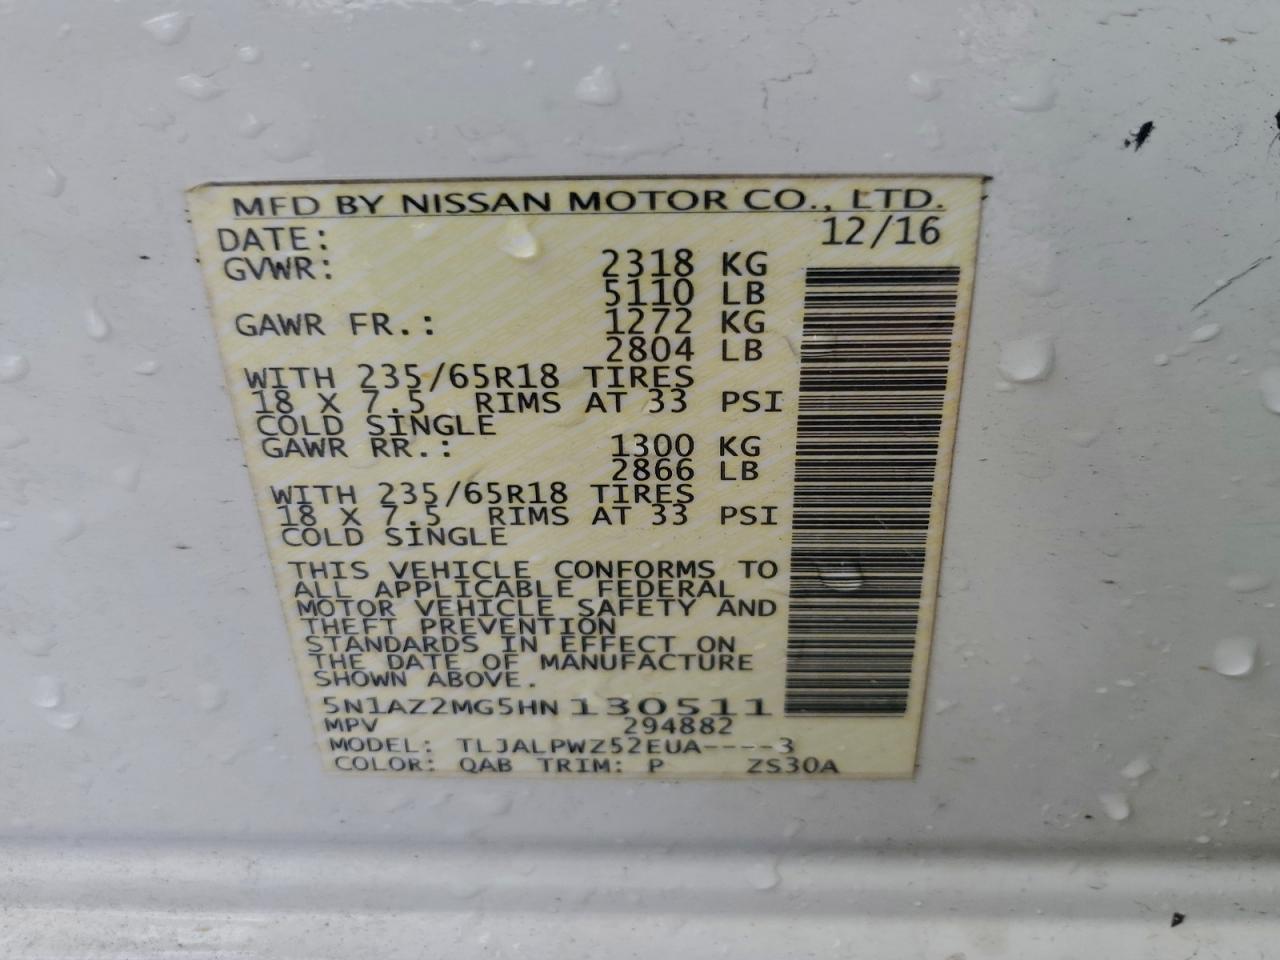 MFD BY NISSAN MOTOR CO., LTD.
DATE: 12/16
GVWR: 2318 KG
5110 LB
GAWR FR.: 1272 KG
2804 LB
WITH 235/65R18 TIRES
18 X 7.5 RIMS AT 33 PSI
COLD SINGLE
GAWR RR.: 1300 KG
2866 LB
WITH 235/65R18 TIRES
18 X 7.5 RIMS AT 33 PSI
COLD SINGLE
THIS VEHICLE CONFORMS TO
ALL APPLICABLE FEDERAL
MOTOR VEHICLE SAFETY AND
THEFT PREVENTION
STANDARDS IN EFFECT ON
THE DATE OF MANUFACTURE
SHOWN ABOVE.
5N1AZ2MG5HN130511
MPV 294882
MODEL: TLJALPWZ52EUA----3
COLOR: QAB TRIM: P ZS30A